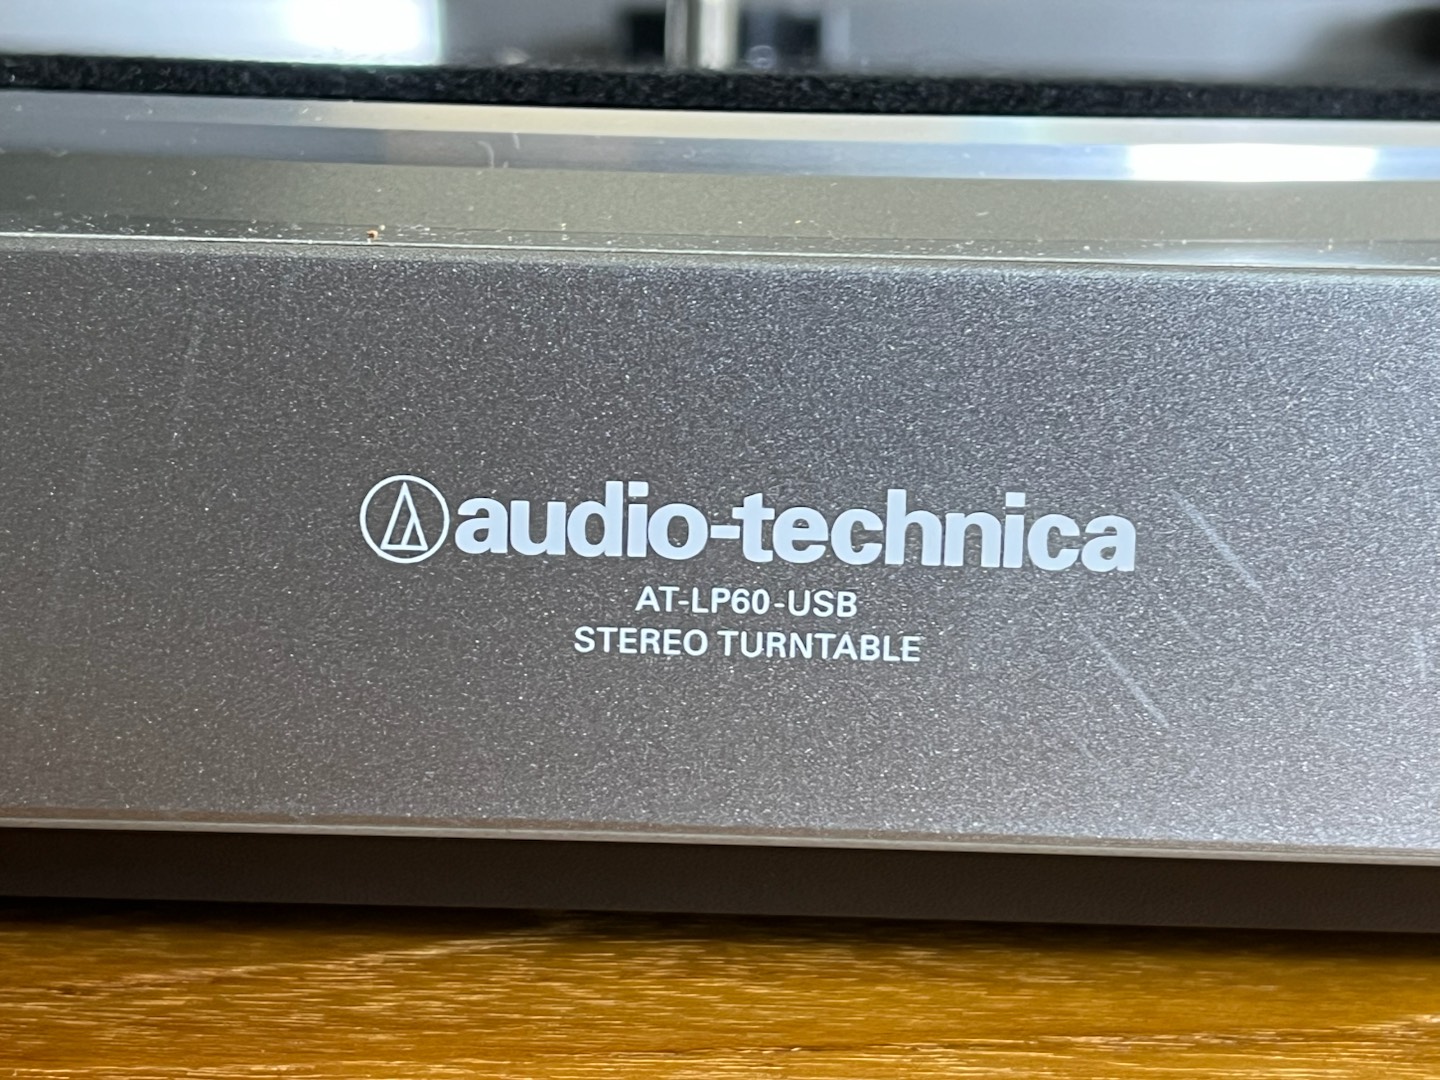 audio-technica
AT-LP60-USB
STEREO TURNTABLE